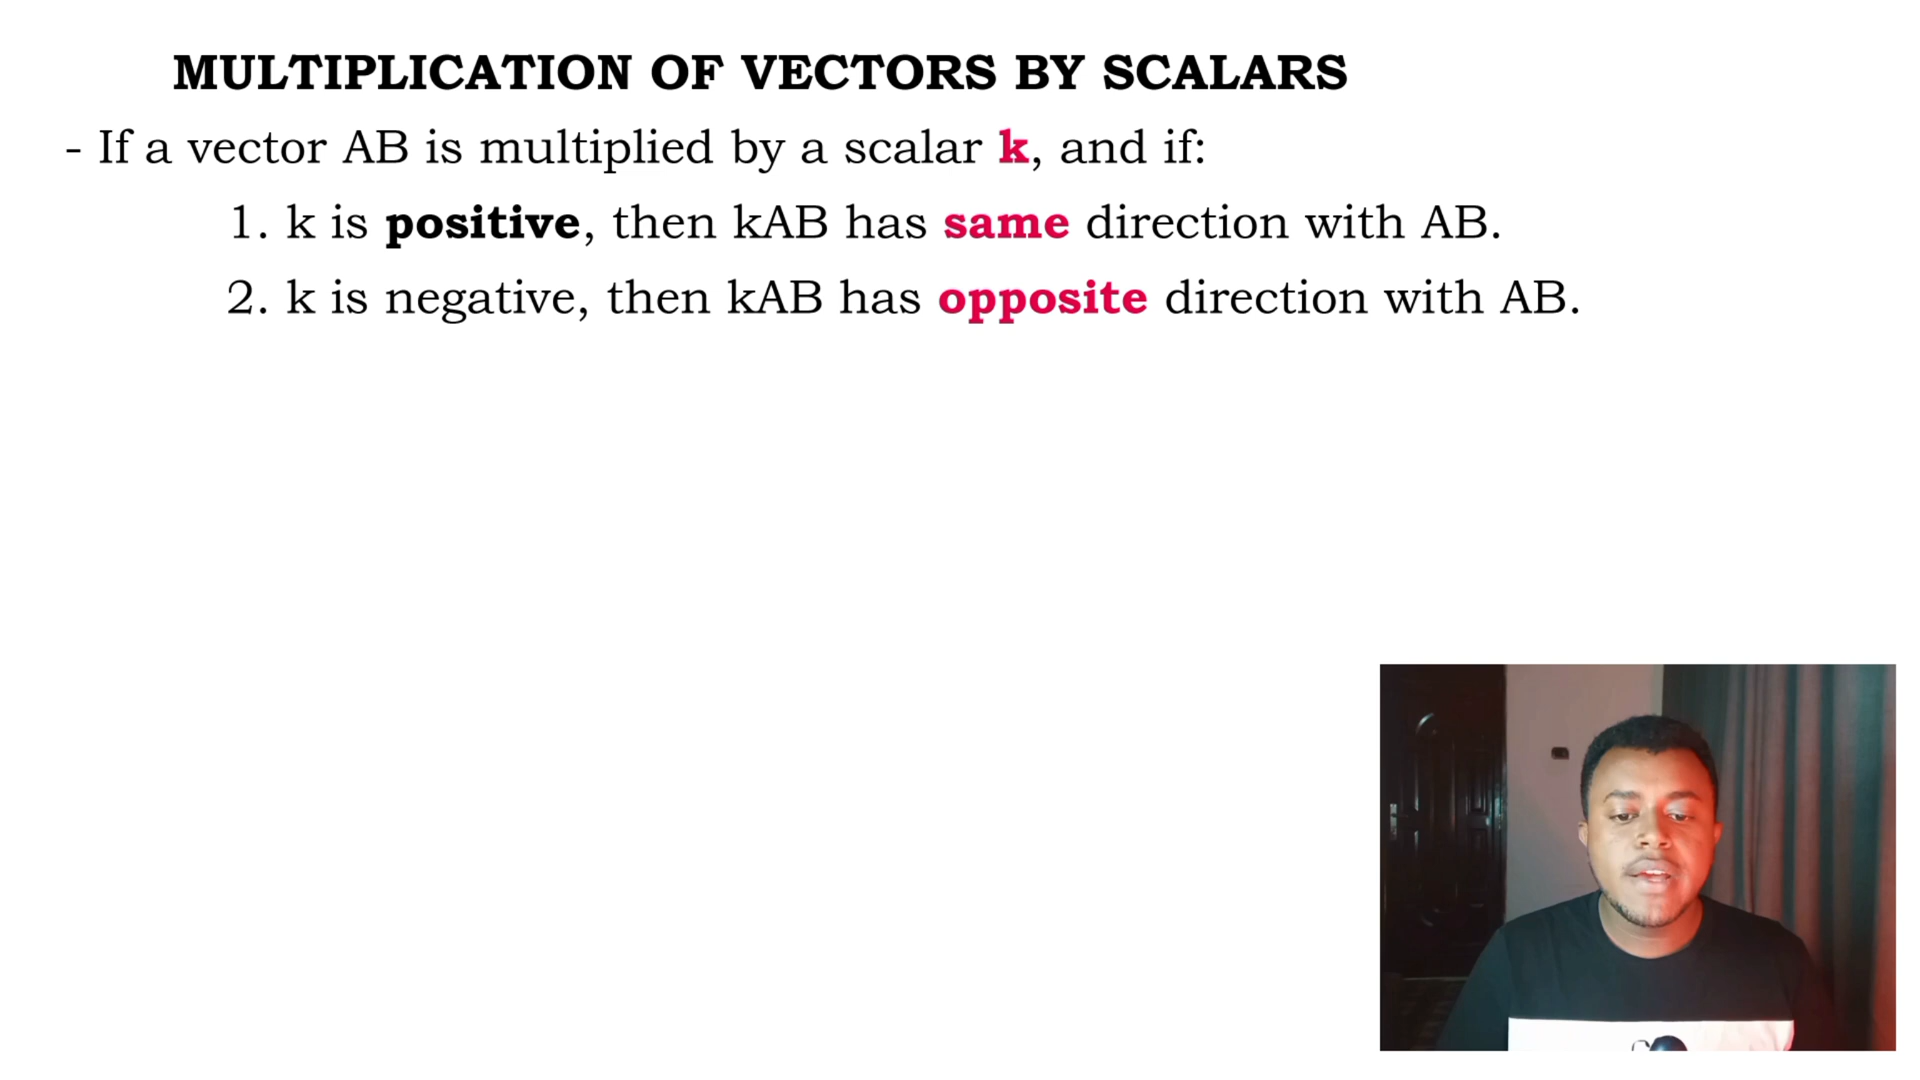 MULTIPLICATION OF VECTORS BY SCALARS
- If a vector AB is multiplied by a scalar k, and if:
1. k is positive, then kAB has same direction with AB.
2. k is negative, then kAB has opposite direction with AB.